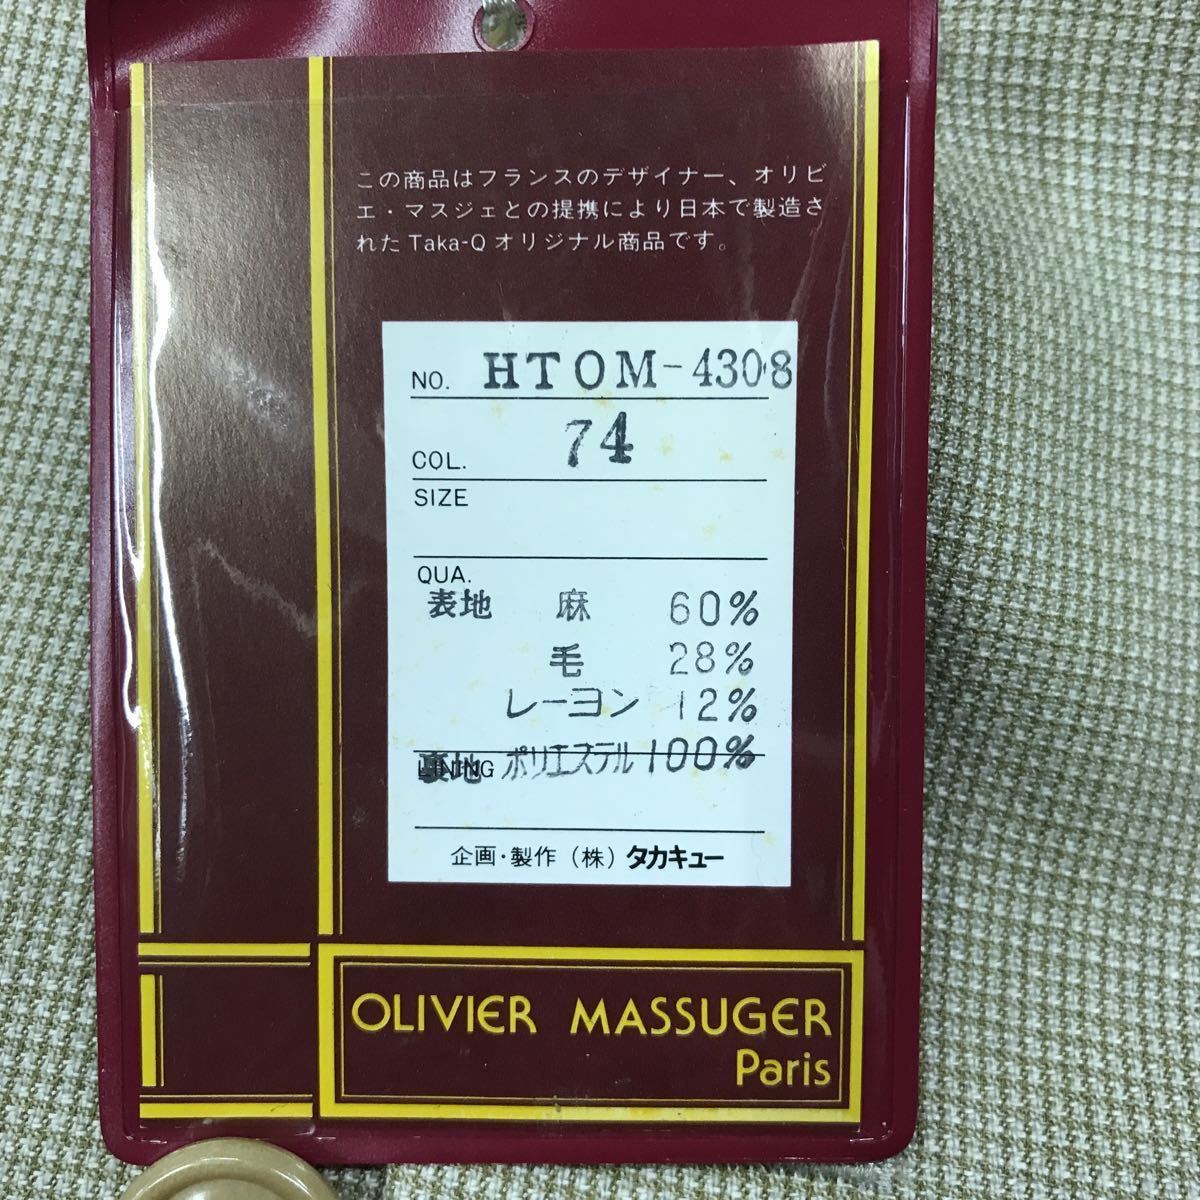 この商品はフランスのデザイナー、オリビ
エ・マスジェとの提携により日本で製造さ
れたTaka-Qオリジナル商品です。
NO. HTOM-4308
COL. 74
SIZE
QUA.
表地 麻 60%
毛 28%
レーヨン 12%
裏地 ポリエステル 100%
LINING
企画・製作（株）タカキュー
OLIVIER MASSUGER
Paris